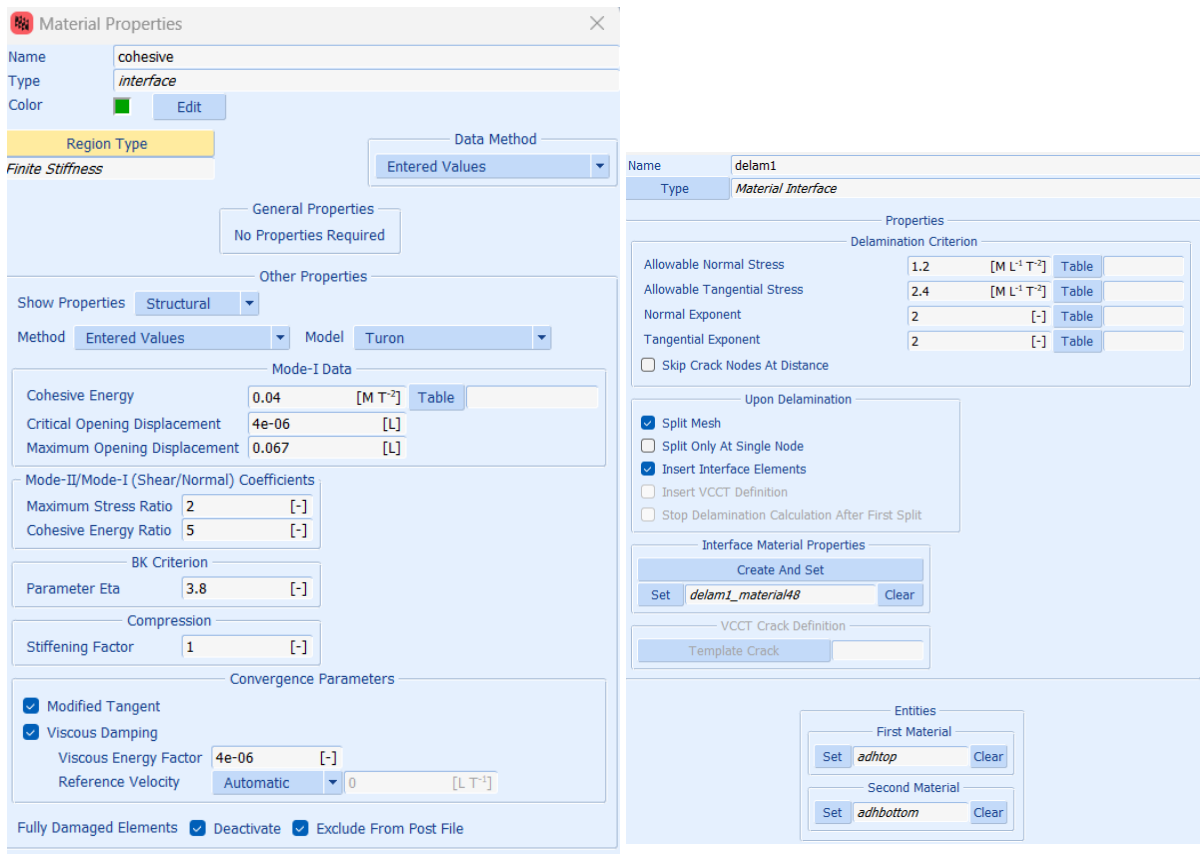 Material Properties
Name cohesive
Type interface
Color Edit
Region Type
Finite Stiffness
Data Method
Entered Values
General Properties
No Properties Required
Other Properties
Show Properties Structural
Method Entered Values Model Turon
Mode-I Data
Cohesive Energy 0.04 [M T⁻²] Table
Critical Opening Displacement 4e-06 [L]
Maximum Opening Displacement 0.067 [L]
Mode-II/Mode-I (Shear/Normal) Coefficients
Maximum Stress Ratio 2 [-]
Cohesive Energy Ratio 5 [-]
BK Criterion
Parameter Eta 3.8 [-]
Compression
Stiffening Factor 1 [-]
Convergence Parameters
Modified Tangent
Viscous Damping
Viscous Energy Factor 4e-06 [-]
Reference Velocity Automatic 0 [L T⁻¹]
Fully Damaged Elements Deactivate Exclude From Post File
Name delam1
Type Material Interface
Properties
Delamination Criterion
Allowable Normal Stress 1.2 [M L⁻¹ T⁻²] Table
Allowable Tangential Stress 2.4 [M L⁻¹ T⁻²] Table
Normal Exponent 2 [-] Table
Tangential Exponent 2 [-] Table
Skip Crack Nodes At Distance
Upon Delamination
Split Mesh
Split Only At Single Node
Insert Interface Elements
Insert VCCT Definition
Stop Delamination Calculation After First Split
Interface Material Properties
Create And Set
Set delam1_material48 Clear
VCCT Crack Definition
Template Crack
Entities
First Material
Set adhtop Clear
Second Material
Set adhbottom Clear